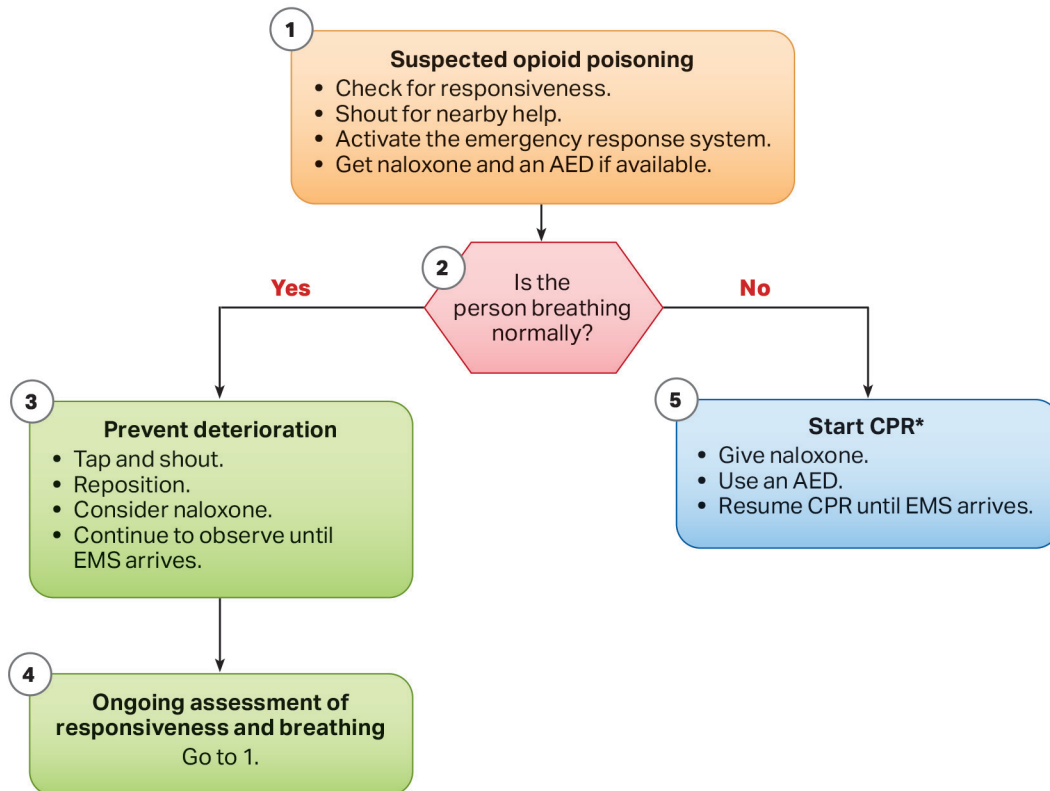 1
Suspected opioid poisoning
• Check for responsiveness.
• Shout for nearby help.
• Activate the emergency response system.
• Get naloxone and an AED if available.
2
Is the
person breathing
normally?
Yes
No
3
Prevent deterioration
• Tap and shout.
• Reposition.
• Consider naloxone.
• Continue to observe until
EMS arrives.
4
Ongoing assessment of
responsiveness and breathing
Go to 1.
5
Start CPR*
• Give naloxone.
• Use an AED.
• Resume CPR until EMS arrives.